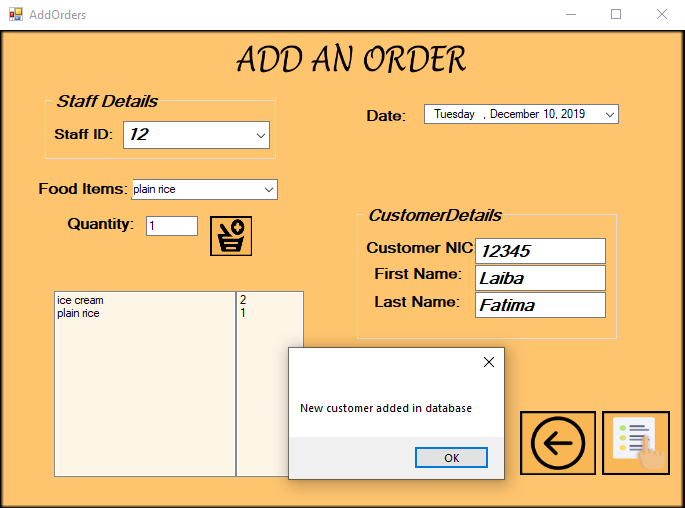 AddOrders
ADD AN ORDER
Staff Details
Staff ID: 12
Date: Tuesday , December 10, 2019
Food Items: plain rice
Quantity: 1
CustomerDetails
Customer NIC 12345
First Name: Laiba
Last Name: Fatima
ice cream 2
plain rice 1
New customer added in database
OK